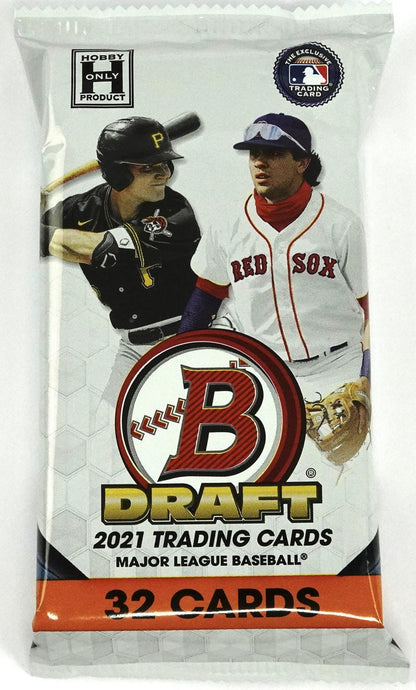 HOBBY
H
ONLY
PRODUCT
THE EXCLUSIVE
TRADING
CARD
P
RED SOX
B
DRAFT®
2021 TRADING CARDS
MAJOR LEAGUE BASEBALL®
32 CARDS